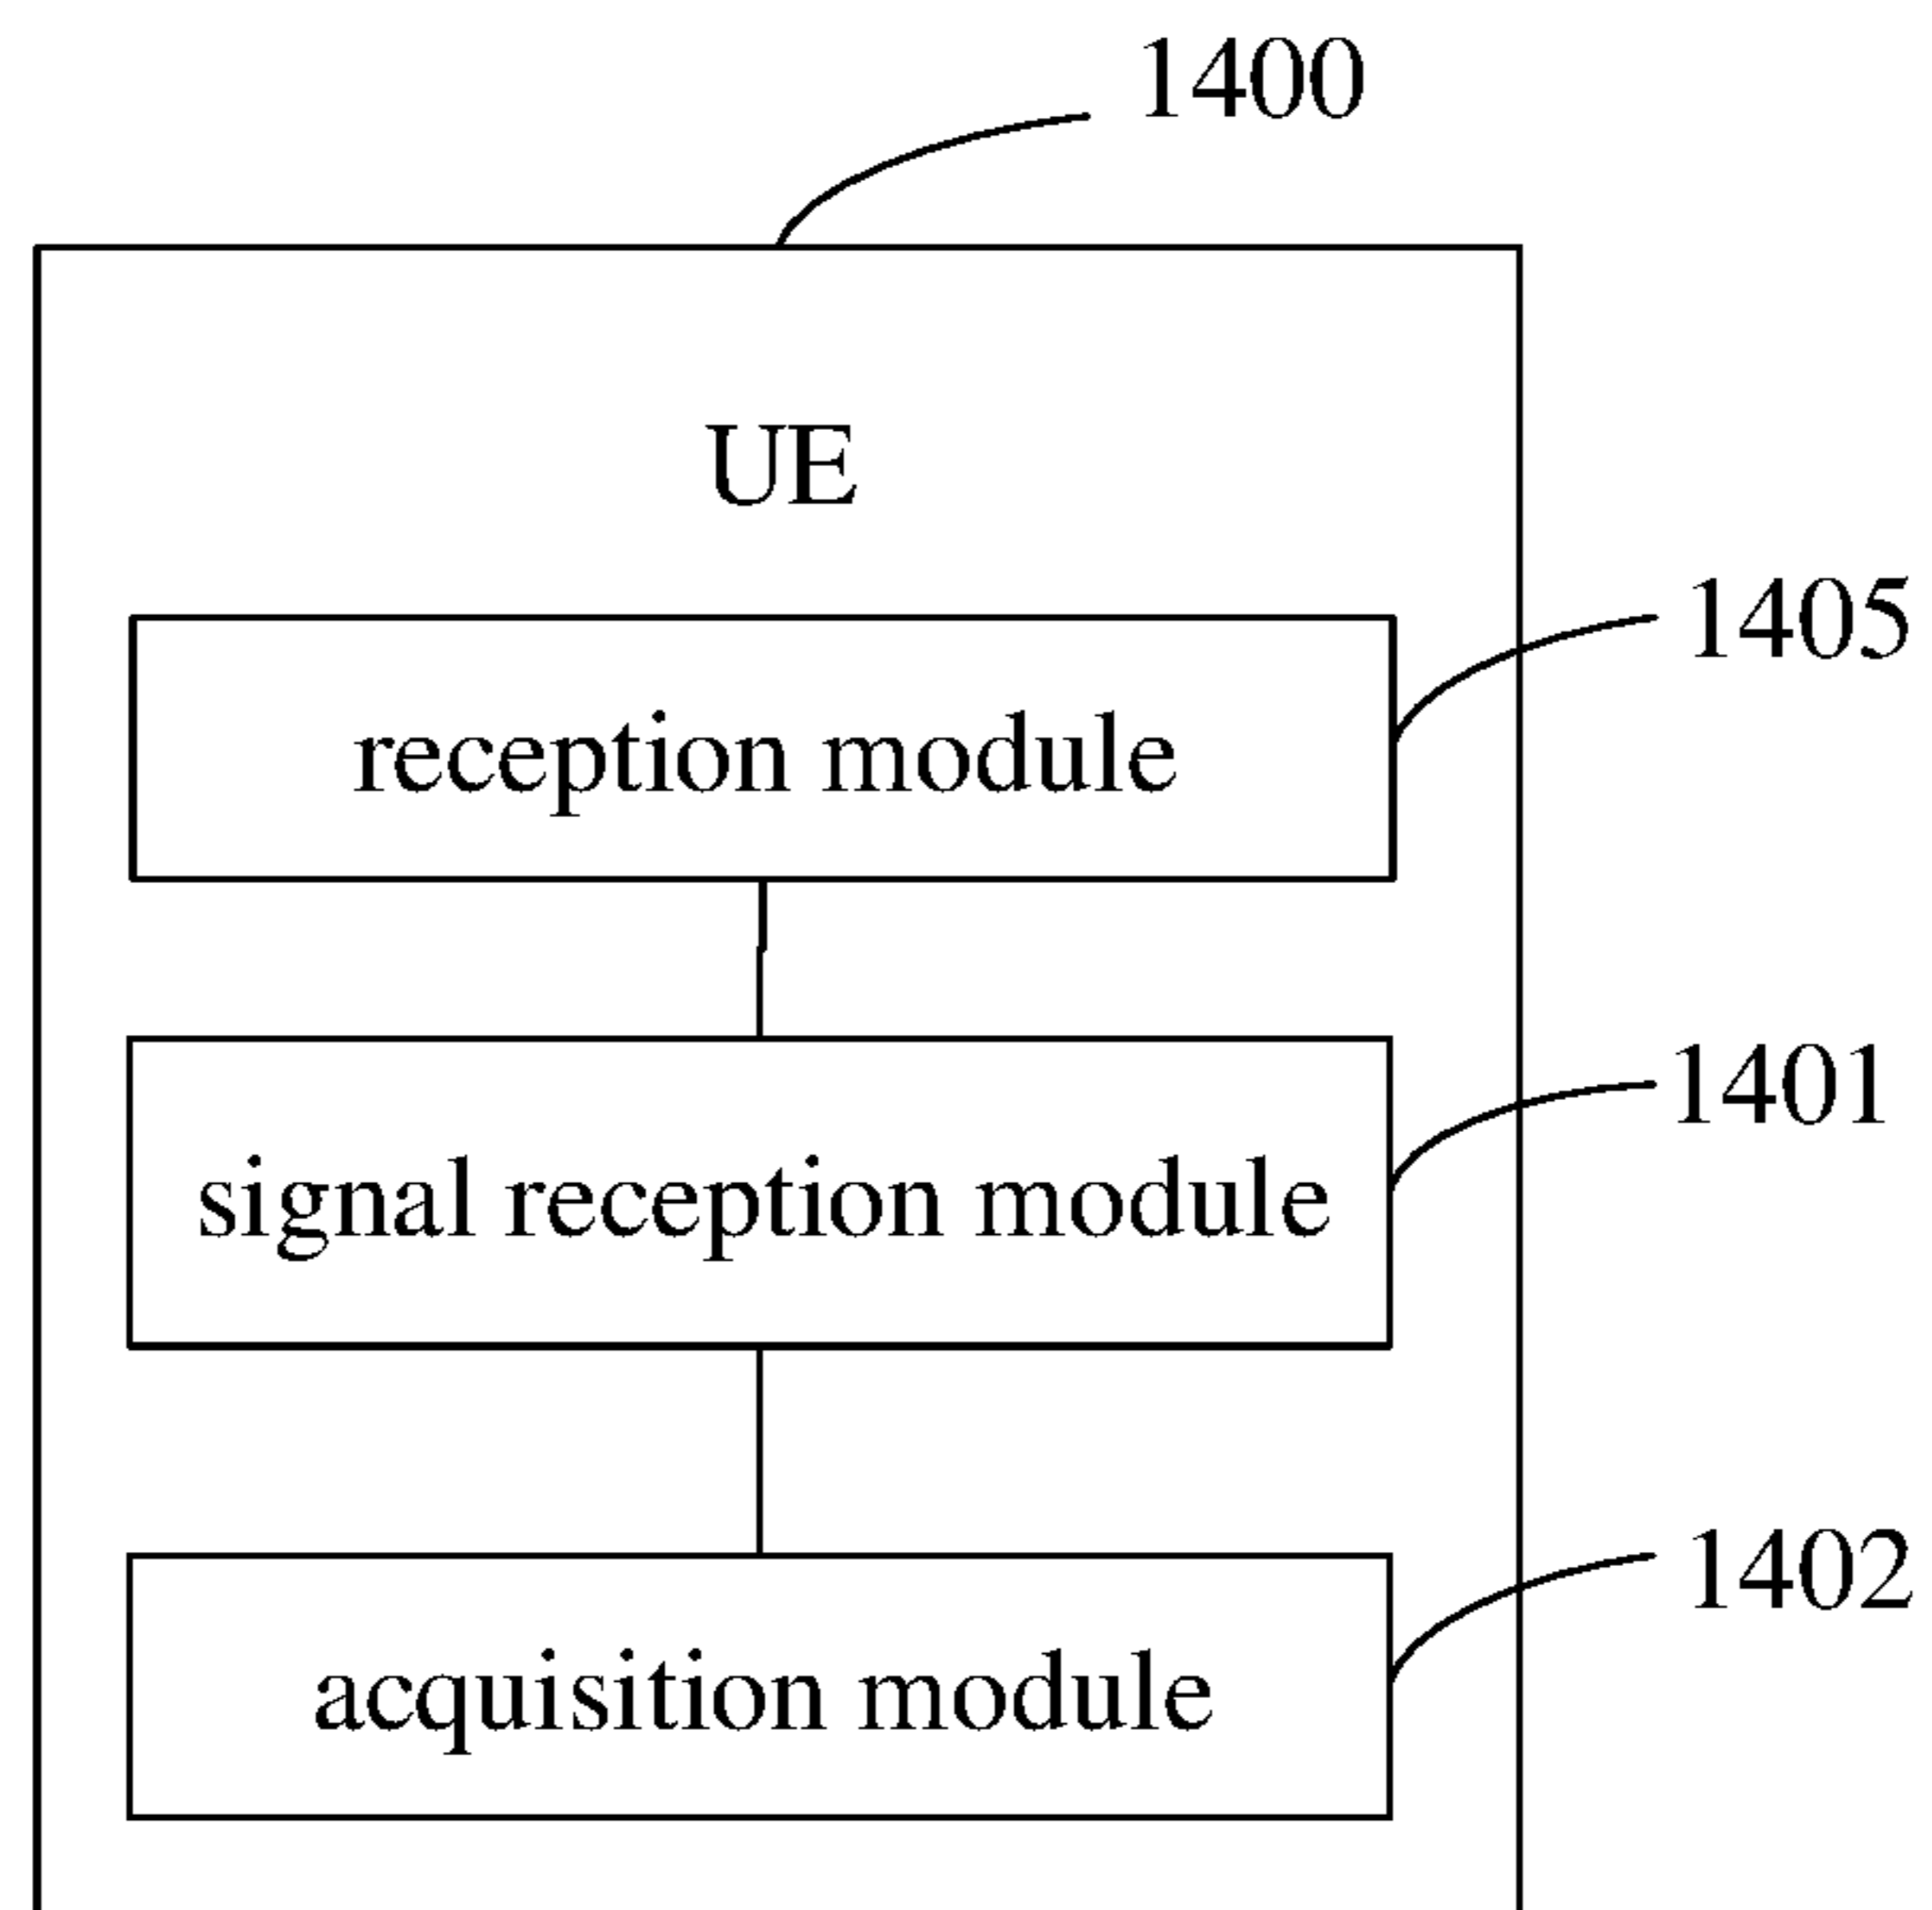 1400
UE
1405
reception module
1401
signal reception module
1402
acquisition module